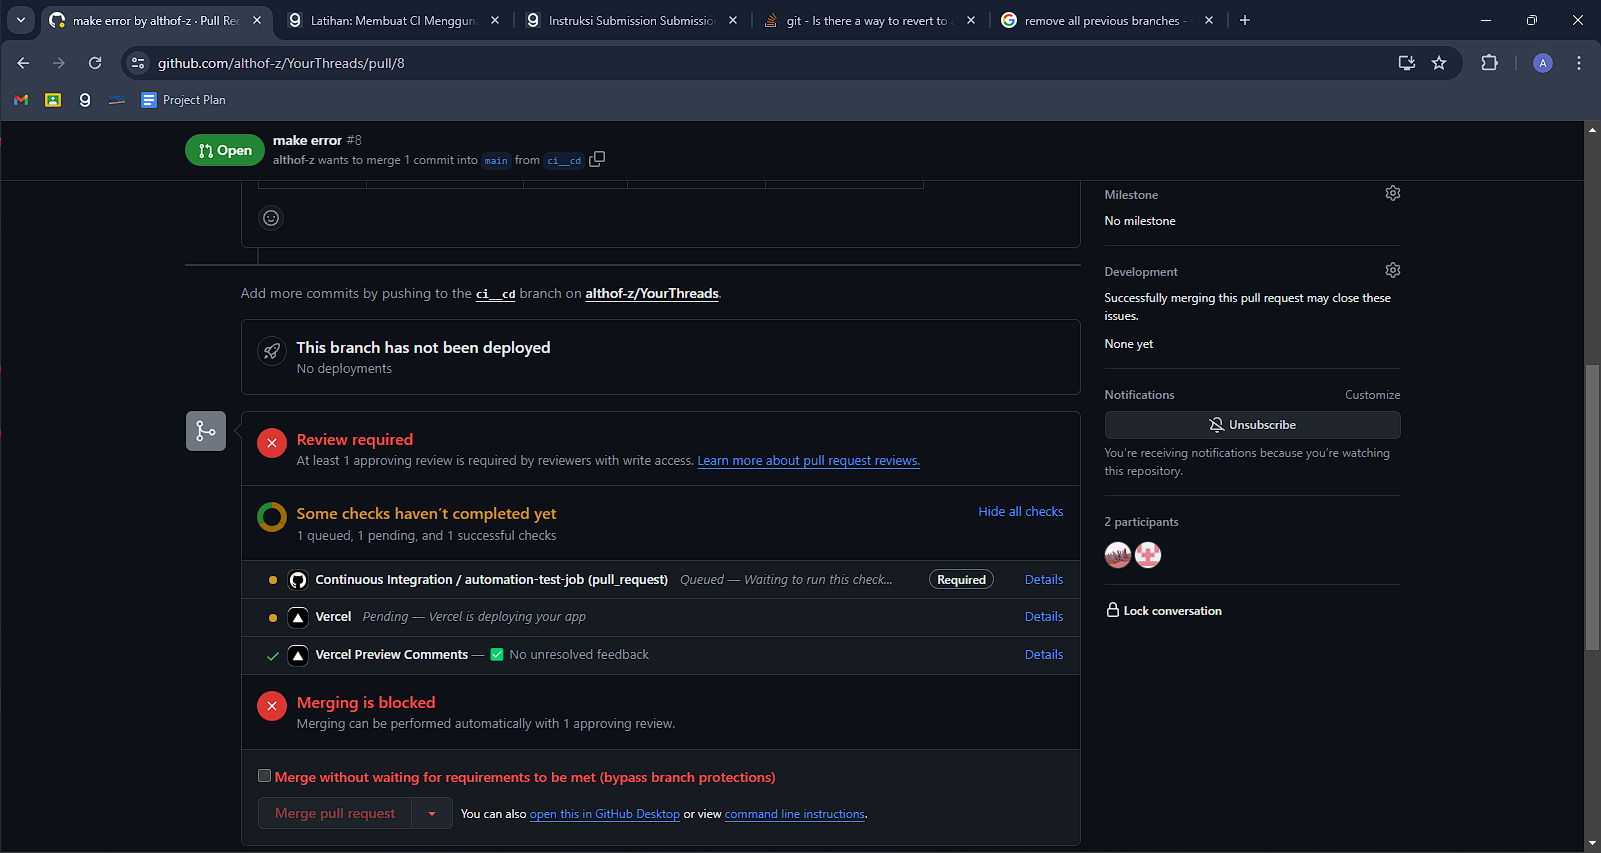 make error by althof-z · Pull Re
Latihan: Membuat CI Menggun
Instruksi Submission Submissio
git - Is there a way to revert to
remove all previous branches -
github.com/althof-z/YourThreads/pull/8
A
Project Plan
Open
make error #8
althof-z wants to merge 1 commit into main from ci__cd
Milestone
No milestone
Development
Successfully merging this pull request may close these
issues.
None yet
Notifications
Customize
Unsubscribe
You're receiving notifications because you're watching
this repository.
2 participants
Lock conversation
Add more commits by pushing to the ci__cd branch on althof-z/YourThreads.
This branch has not been deployed
No deployments
Review required
At least 1 approving review is required by reviewers with write access. Learn more about pull request reviews.
Some checks haven't completed yet
Hide all checks
1 queued, 1 pending, and 1 successful checks
Continuous Integration / automation-test-job (pull_request) Queued — Waiting to run this check... Required Details
Vercel Pending — Vercel is deploying your app Details
Vercel Preview Comments — ✅ No unresolved feedback Details
Merging is blocked
Merging can be performed automatically with 1 approving review.
Merge without waiting for requirements to be met (bypass branch protections)
Merge pull request
You can also open this in GitHub Desktop or view command line instructions.